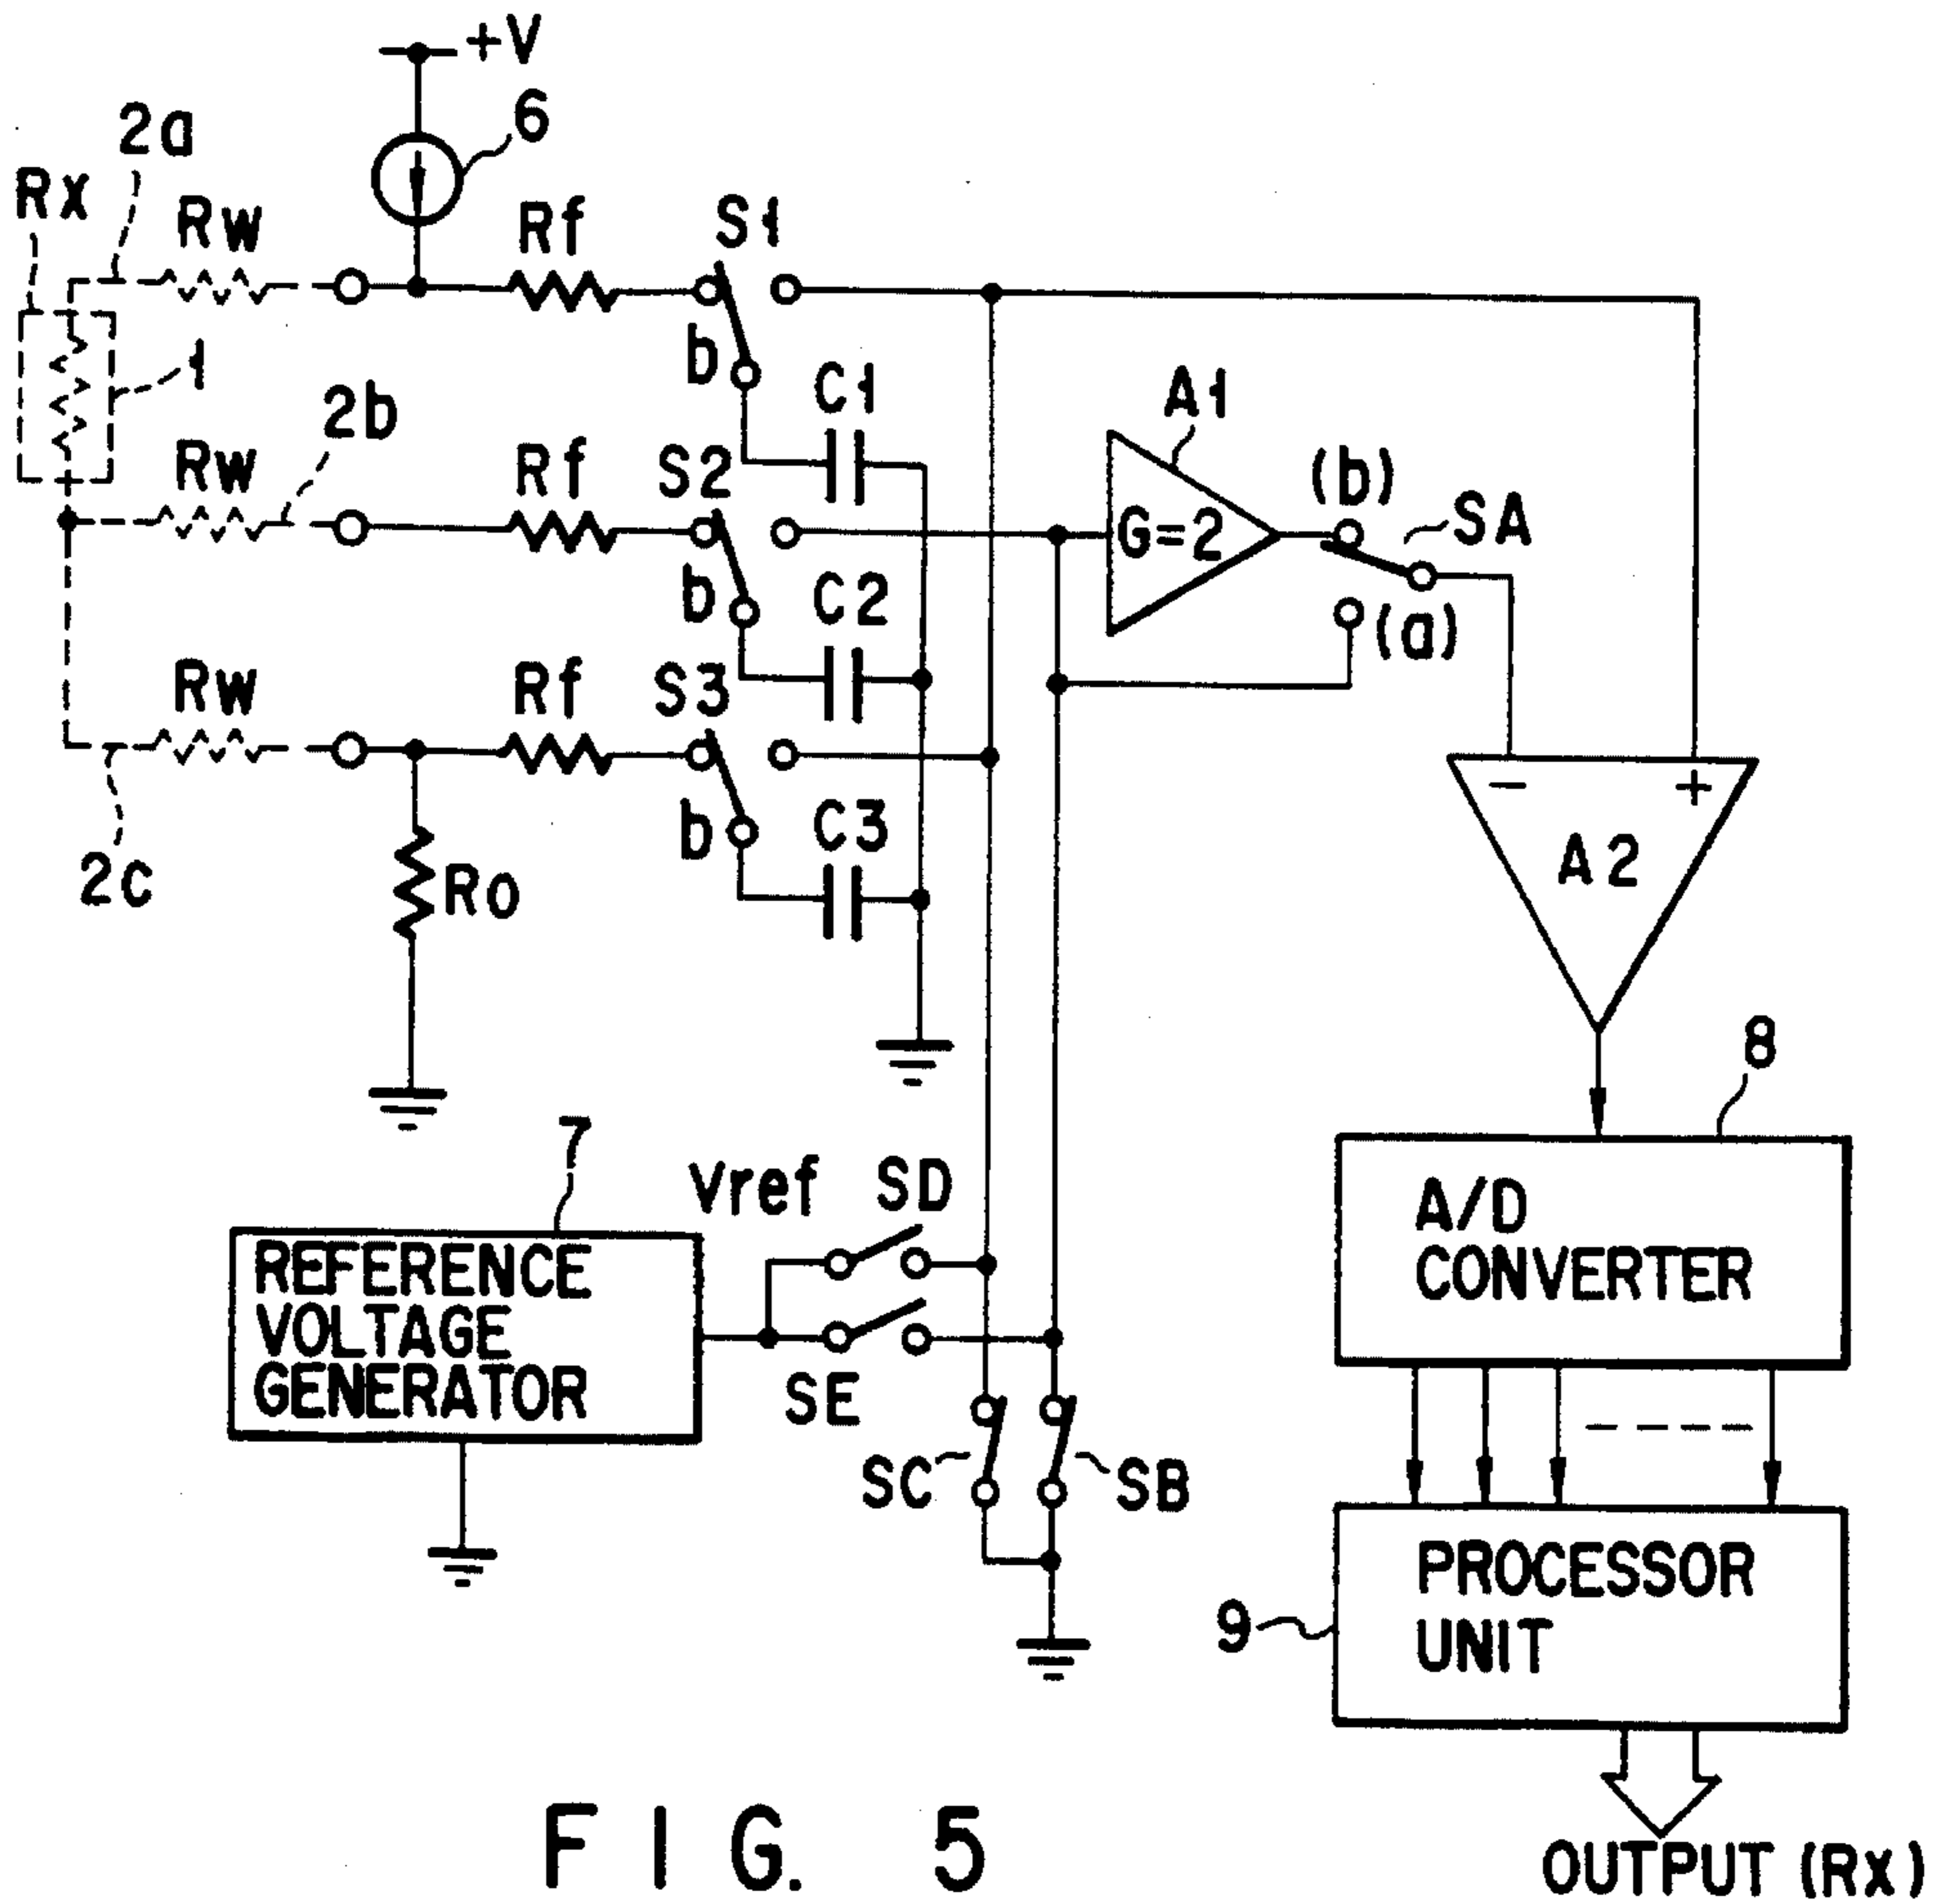 +V
6
2a
Rx
Rw
Rf
S1
b
1
C1
2b
A1
Rw
Rf
S2
(b)
SA
G=2
b
C2
(a)
Rw
Rf
S3
b
C3
− +
A2
2c
Ro
8
7
Vref
SD
A/D
CONVERTER
REFERENCE
VOLTAGE
GENERATOR
SE
SC
SB
PROCESSOR
UNIT
9
OUTPUT (Rx)
FIG. 5